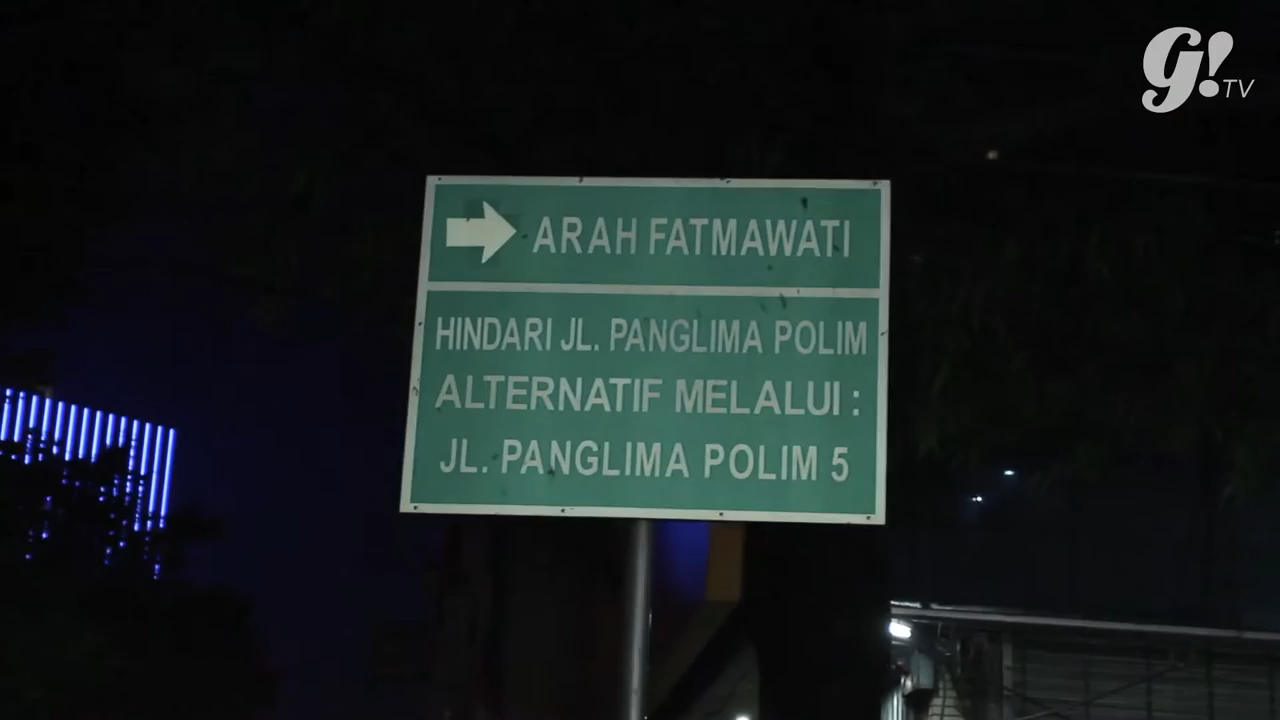 G!TV
ARAH FATMAWATI
HINDARI JL. PANGLIMA POLIM
ALTERNATIF MELALUI :
JL. PANGLIMA POLIM 5